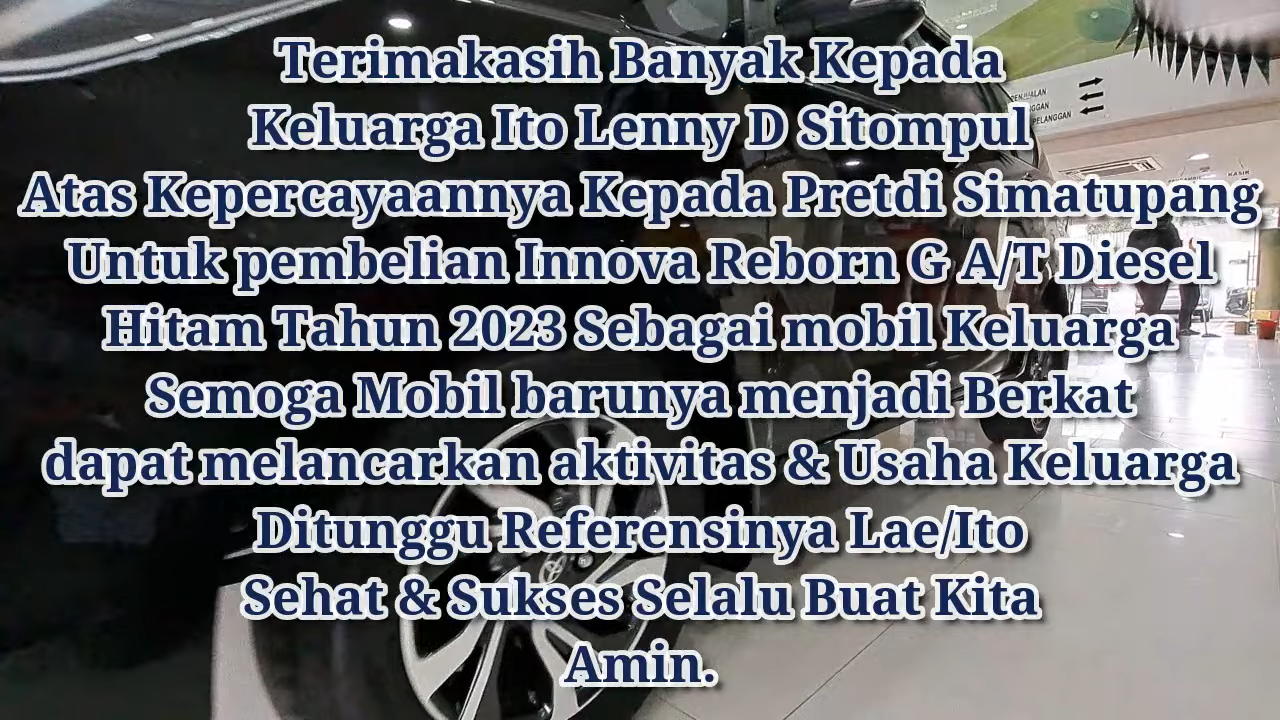 Terimakasih Banyak Kepada
Keluarga Ito Lenny D Sitompul
Atas Kepercayaannya Kepada Pretdi Simatupang
Untuk pembelian Innova Reborn G A/T Diesel
Hitam Tahun 2023 Sebagai mobil Keluarga
Semoga Mobil barunya menjadi Berkat
dapat melancarkan aktivitas & Usaha Keluarga
Ditunggu Referensinya Lae/Ito
Sehat & Sukses Selalu Buat Kita
Amin.
KASIR